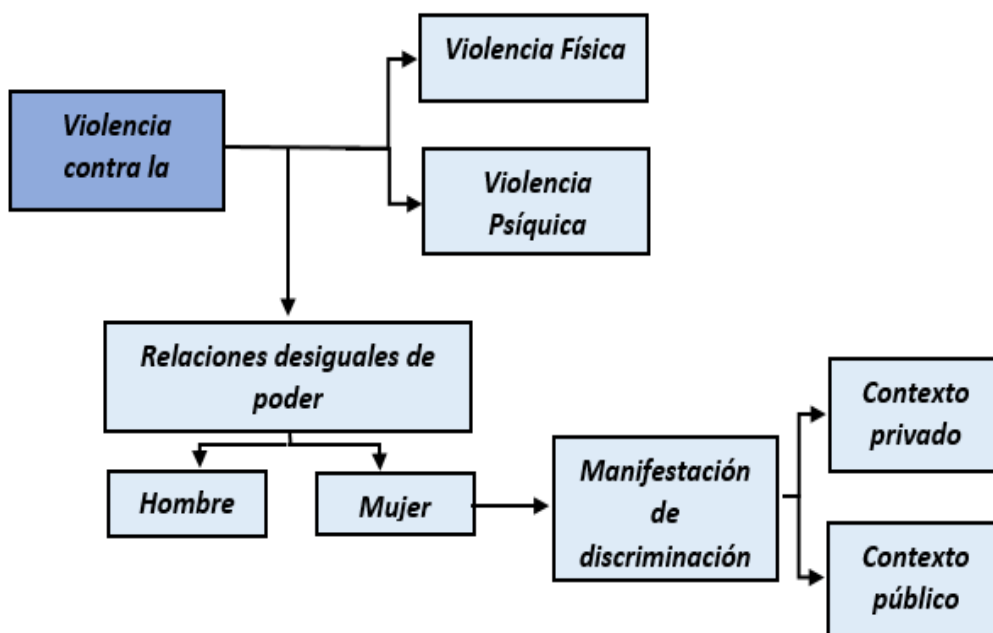 Violencia
contra la
Violencia Física
Violencia
Psíquica
Relaciones desiguales de
poder
Hombre
Mujer
Manifestación
de
discriminación
Contexto
privado
Contexto
público